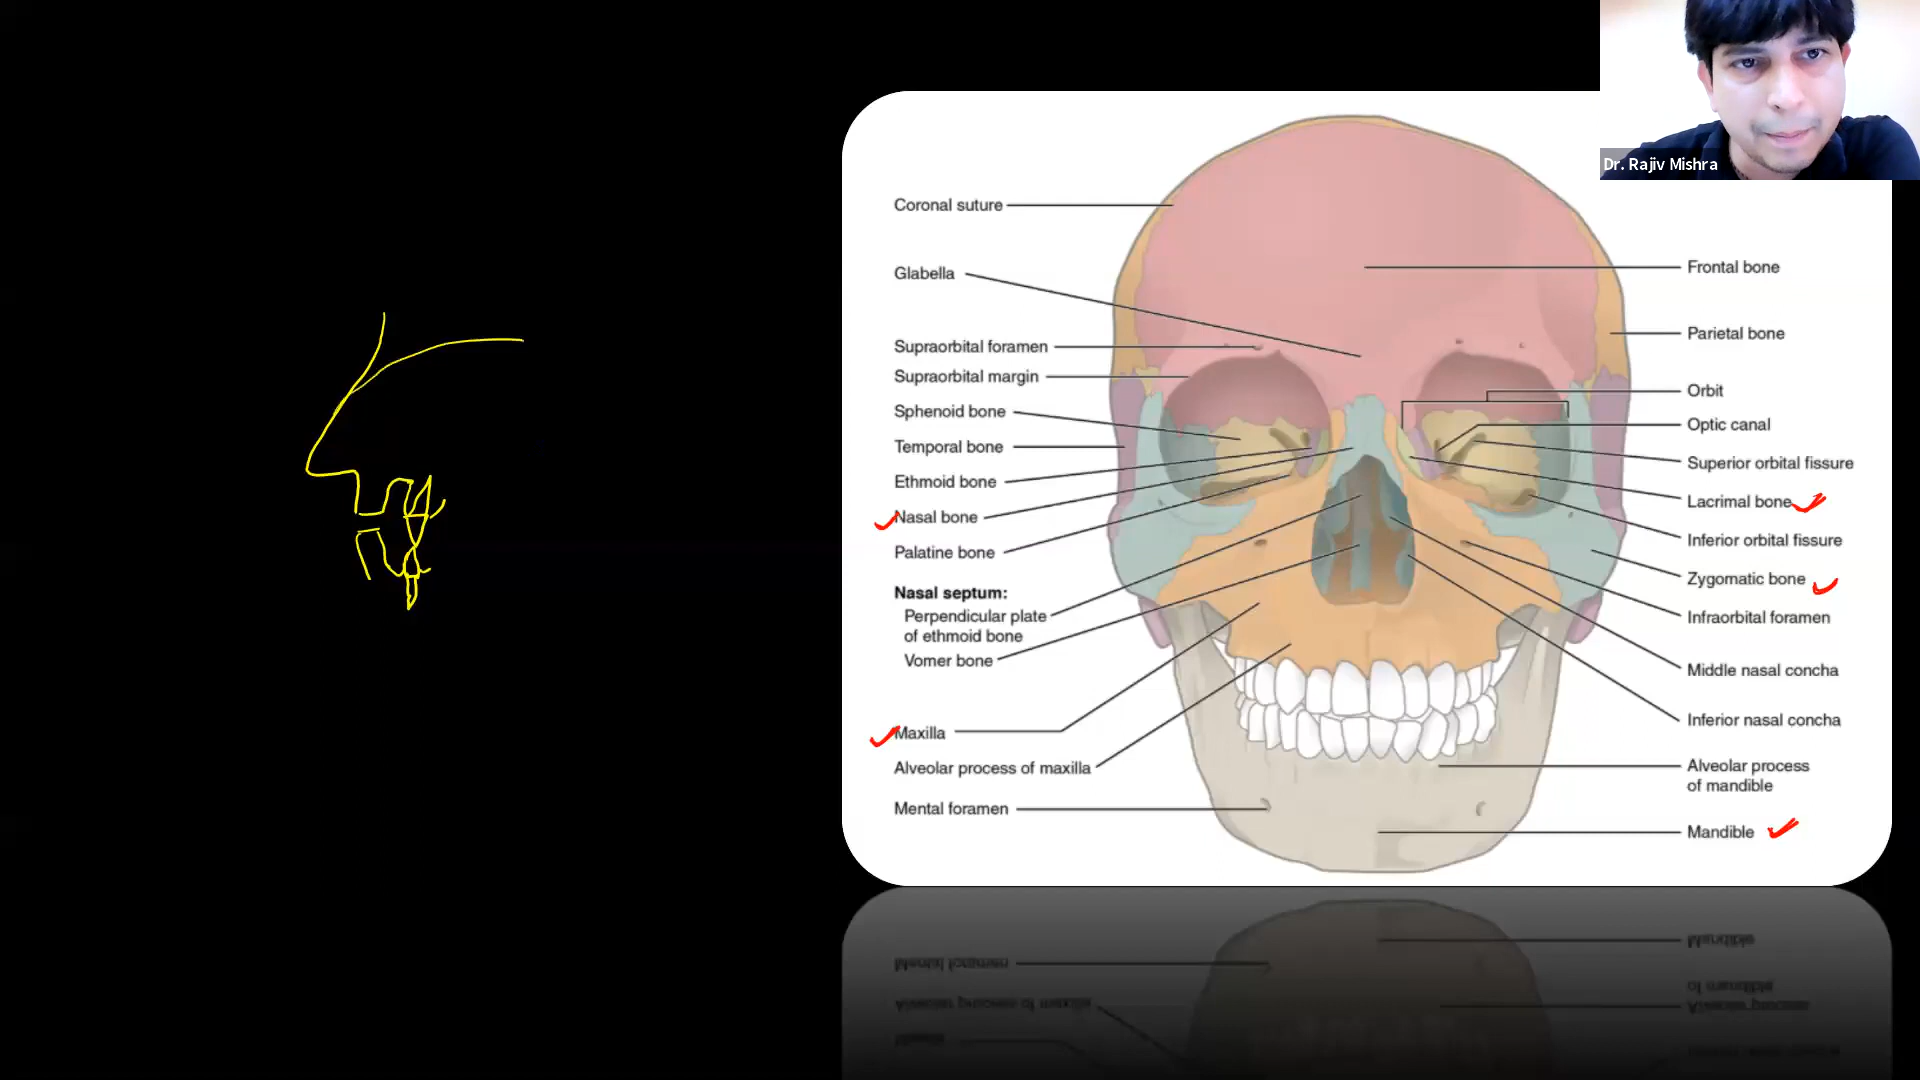 Dr. Rajiv Mishra
Coronal suture
Glabella
Supraorbital foramen
Supraorbital margin
Sphenoid bone
Temporal bone
Ethmoid bone
Nasal bone
Palatine bone
Nasal septum:
Perpendicular plate
of ethmoid bone
Vomer bone
Maxilla
Alveolar process of maxilla
Mental foramen
Frontal bone
Parietal bone
Orbit
Optic canal
Superior orbital fissure
Lacrimal bone
Inferior orbital fissure
Zygomatic bone
Infraorbital foramen
Middle nasal concha
Inferior nasal concha
Alveolar process
of mandible
Mandible